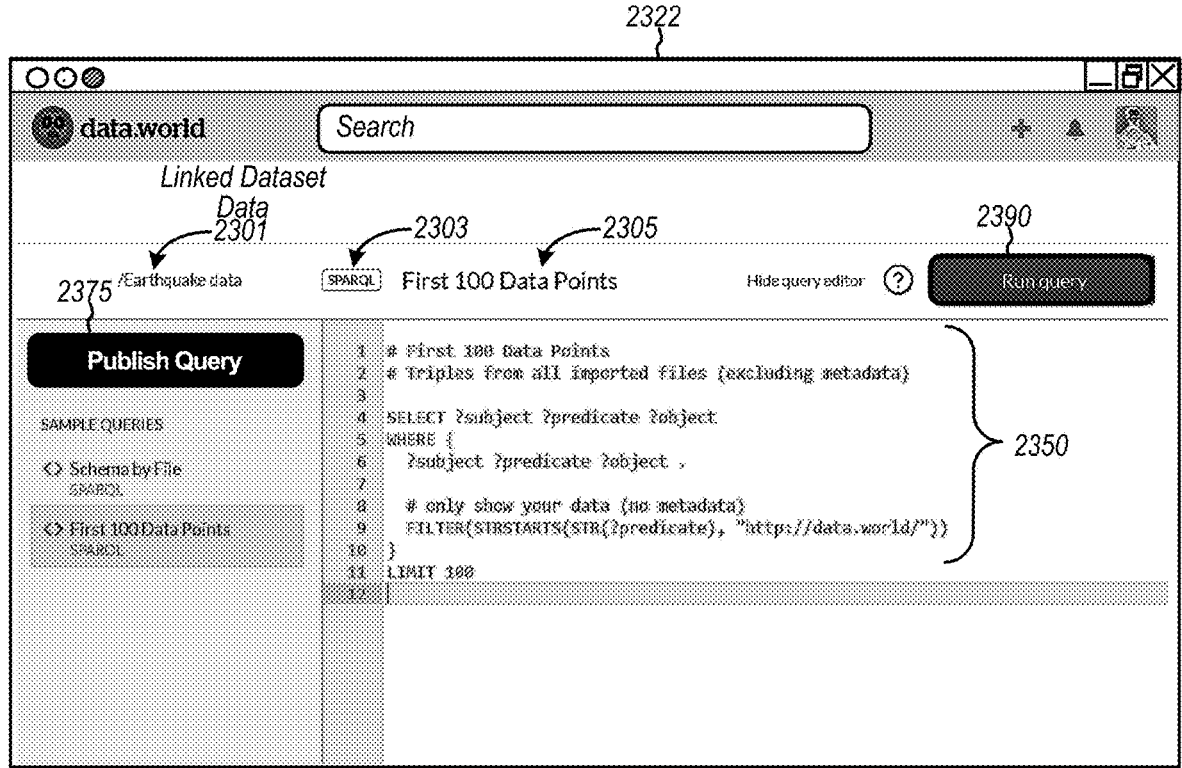 2322
data.world
Search
Linked Dataset
Data
2301
2303
2305
2390
2375
/Earthquake data
SPARQL
First 100 Data Points
Hide query editor
?
Run query
Publish Query
SAMPLE QUERIES
<> Schema by File
SPARQL
<> First 100 Data Points
SPARQL
1 # First 100 Data Points
2 # Triples from all imported files (excluding metadata)
3
4 SELECT ?subject ?predicate ?object
5 WHERE {
6 ?subject ?predicate ?object .
7
8 # only show your data (no metadata)
9 FILTER(STRSTARTS(STR(?predicate), "http://data.world/"))
10 }
11 LIMIT 100
12
2350